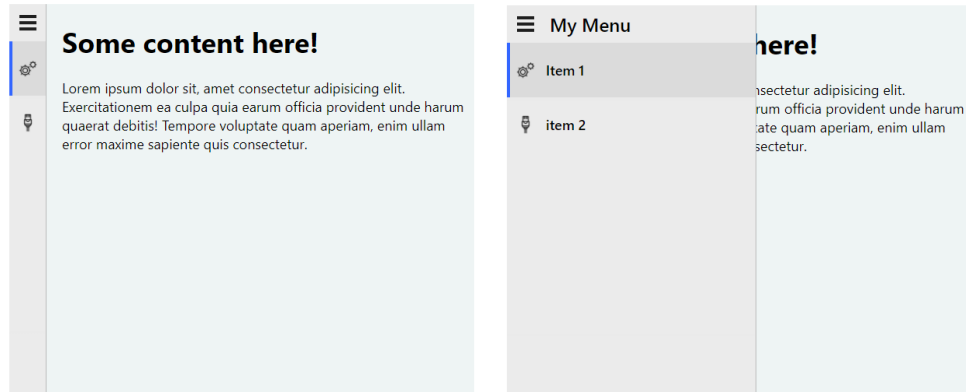 Some content here!
Lorem ipsum dolor sit, amet consectetur adipisicing elit.
Exercitationem ea culpa quia earum officia provident unde harum
quaerat debitis! Tempore voluptate quam aperiam, enim ullam
error maxime sapiente quis consectetur.
My Menu
Item 1
item 2
here!
nsectetur adipisicing elit.
rum officia provident unde harum
tate quam aperiam, enim ullam
sectetur.